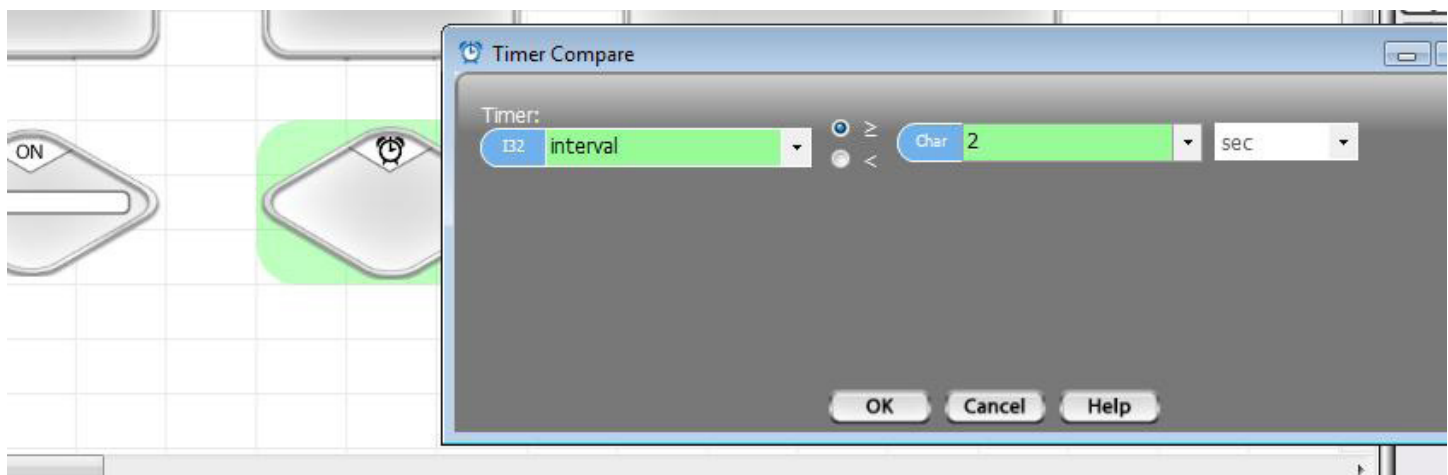 Timer Compare
Timer:
I32 interval ≥ Char 2 sec
<
ON
OK Cancel Help